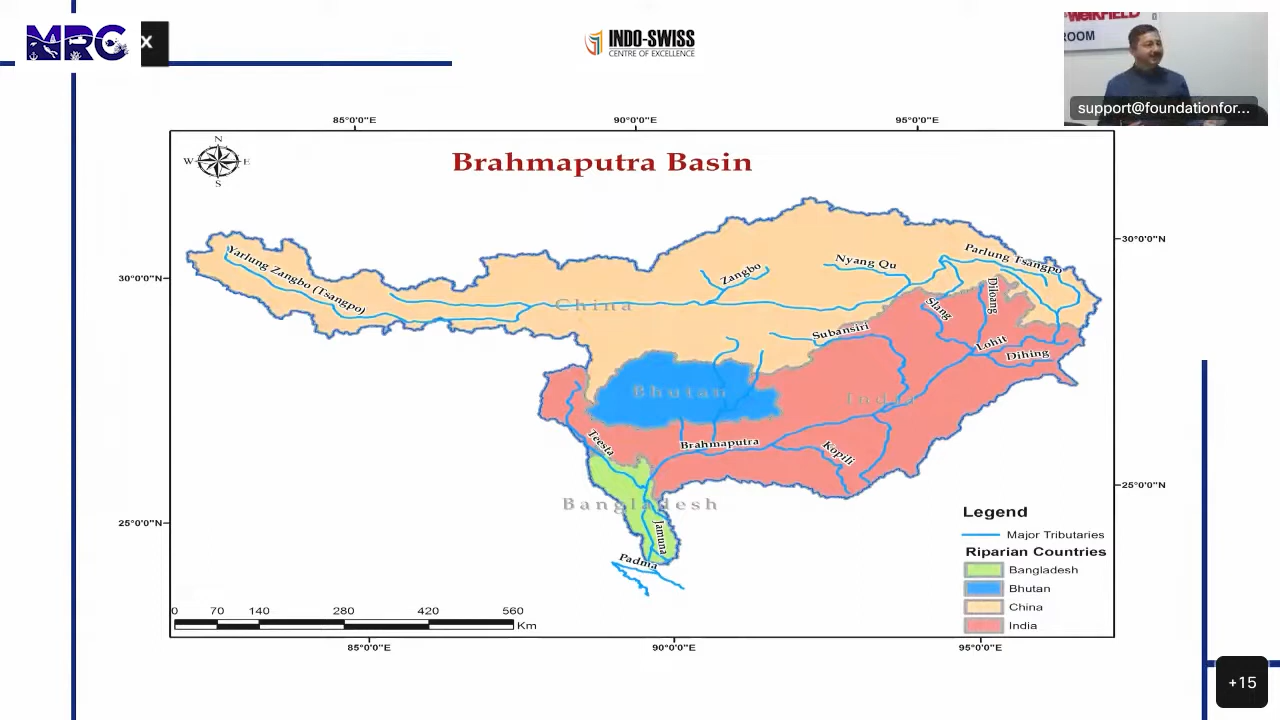 MRC
X
INDO-SWISS
CENTRE OF EXCELLENCE
WEIKFIELD
ROOM
support@foundationfor...
85°0'0"E 90°0'0"E 95°0'0"E
N
W E
S
Brahmaputra Basin
30°0'0"N
30°0'0"N
Yarlung Zangbo (Tsangpo)
Zangbo
Nyang Qu
Parlung Tsangpo
China
Siang
Dibang
Subansiri
Lohit
Dihing
Bhutan
India
Teesta
Brahmaputra
Kopili
25°0'0"N
25°0'0"N
Bangladesh
Jamuna
Padma
Legend
Major Tributaries
Riparian Countries
Bangladesh
Bhutan
China
India
0 70 140 280 420 560
Km
85°0'0"E 90°0'0"E 95°0'0"E
+15